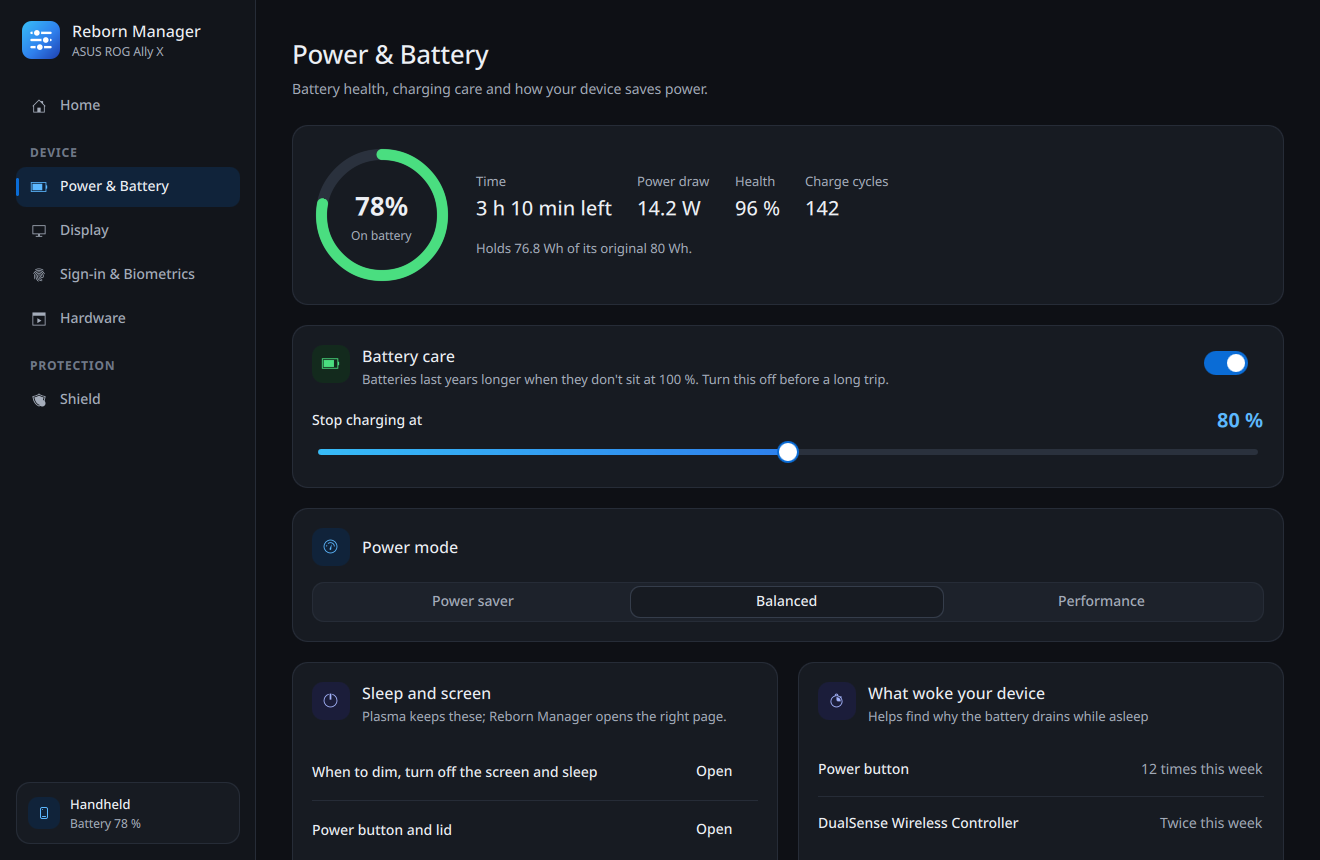 Reborn Manager
ASUS ROG Ally X
Home
DEVICE
Power & Battery
Display
Sign-in & Biometrics
Hardware
PROTECTION
Shield
Handheld
Battery 78 %
Power & Battery
Battery health, charging care and how your device saves power.
78%
On battery
Time
3 h 10 min left
Power draw
14.2 W
Health
96 %
Charge cycles
142
Holds 76.8 Wh of its original 80 Wh.
Battery care
Batteries last years longer when they don't sit at 100 %. Turn this off before a long trip.
Stop charging at
80 %
Power mode
Power saver
Balanced
Performance
Sleep and screen
Plasma keeps these; Reborn Manager opens the right page.
When to dim, turn off the screen and sleep
Open
Power button and lid
Open
What woke your device
Helps find why the battery drains while asleep
Power button
12 times this week
DualSense Wireless Controller
Twice this week